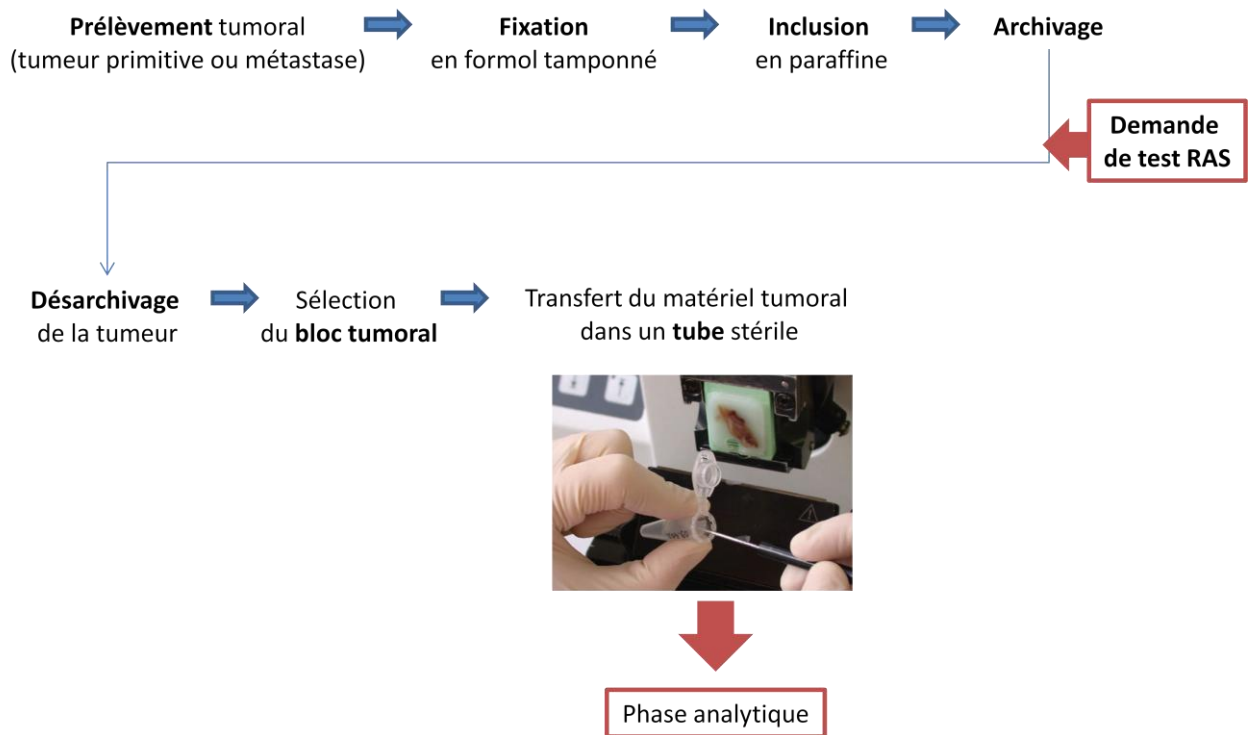 Prélèvement tumoral
(tumeur primitive ou métastase)
Fixation
en formol tamponné
Inclusion
en paraffine
Archivage
Demande
de test RAS
Désarchivage
de la tumeur
Sélection
du bloc tumoral
Transfert du matériel tumoral
dans un tube stérile
Phase analytique